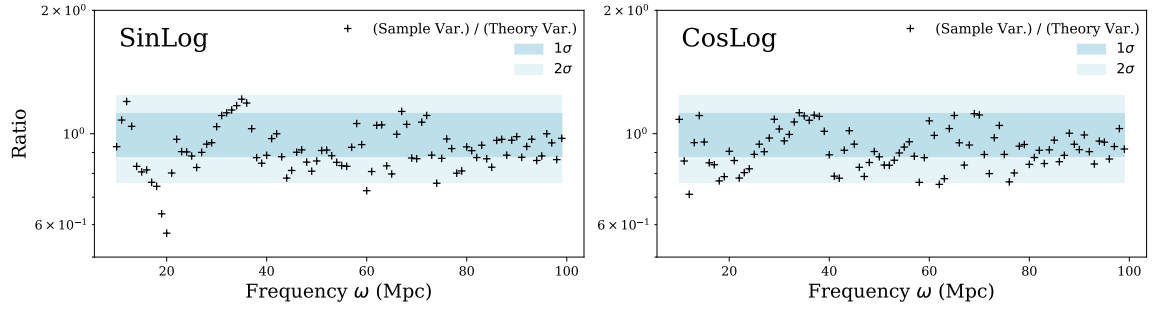 2 × 10⁰
10⁰
6 × 10⁻¹
Ratio
SinLog
(Sample Var.) / (Theory Var.)
1σ
2σ
20
40
60
80
100
Frequency ω (Mpc)
2 × 10⁰
10⁰
6 × 10⁻¹
CosLog
(Sample Var.) / (Theory Var.)
1σ
2σ
20
40
60
80
100
Frequency ω (Mpc)